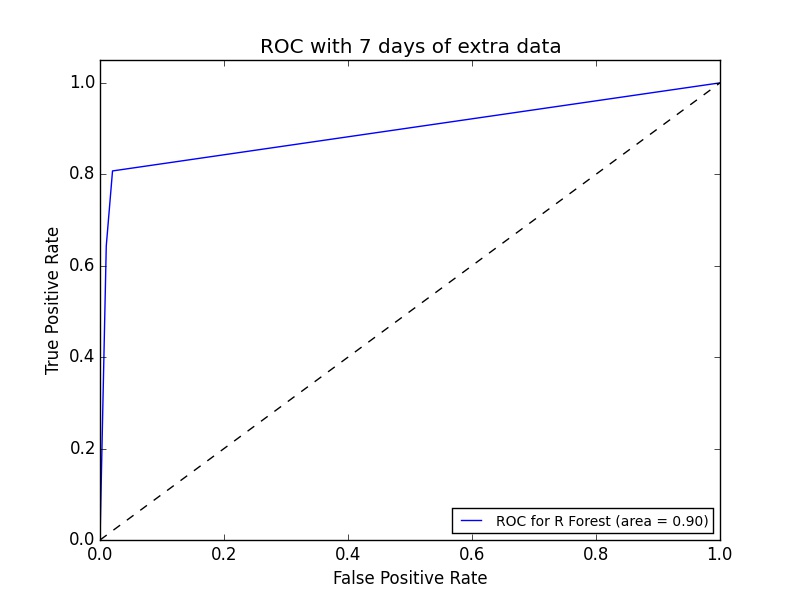 ROC with 7 days of extra data
True Positive Rate
1.0
0.8
0.6
0.4
0.2
0.0
0.0 0.2 0.4 0.6 0.8 1.0
False Positive Rate
ROC for R Forest (area = 0.90)